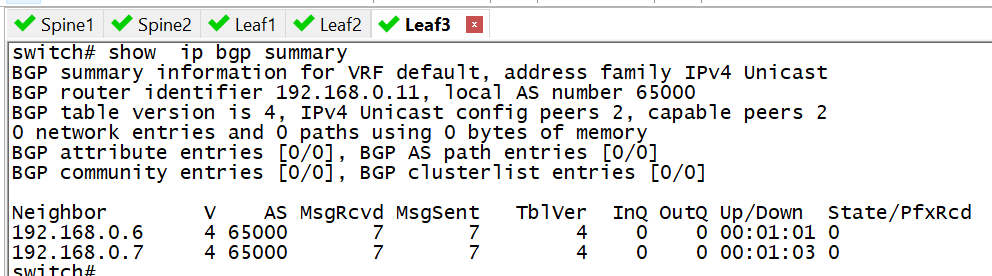 Spine1 Spine2 Leaf1 Leaf2 Leaf3 x
switch# show  ip bgp summary
BGP summary information for VRF default, address family IPv4 Unicast
BGP router identifier 192.168.0.11, local AS number 65000
BGP table version is 4, IPv4 Unicast config peers 2, capable peers 2
0 network entries and 0 paths using 0 bytes of memory
BGP attribute entries [0/0], BGP AS path entries [0/0]
BGP community entries [0/0], BGP clusterlist entries [0/0]
Neighbor        V    AS MsgRcvd MsgSent   TblVer  InQ OutQ Up/Down  State/PfxRcd
192.168.0.6     4 65000       7       7        4    0    0 00:01:01 0
192.168.0.7     4 65000       7       7        4    0    0 00:01:03 0
switch#